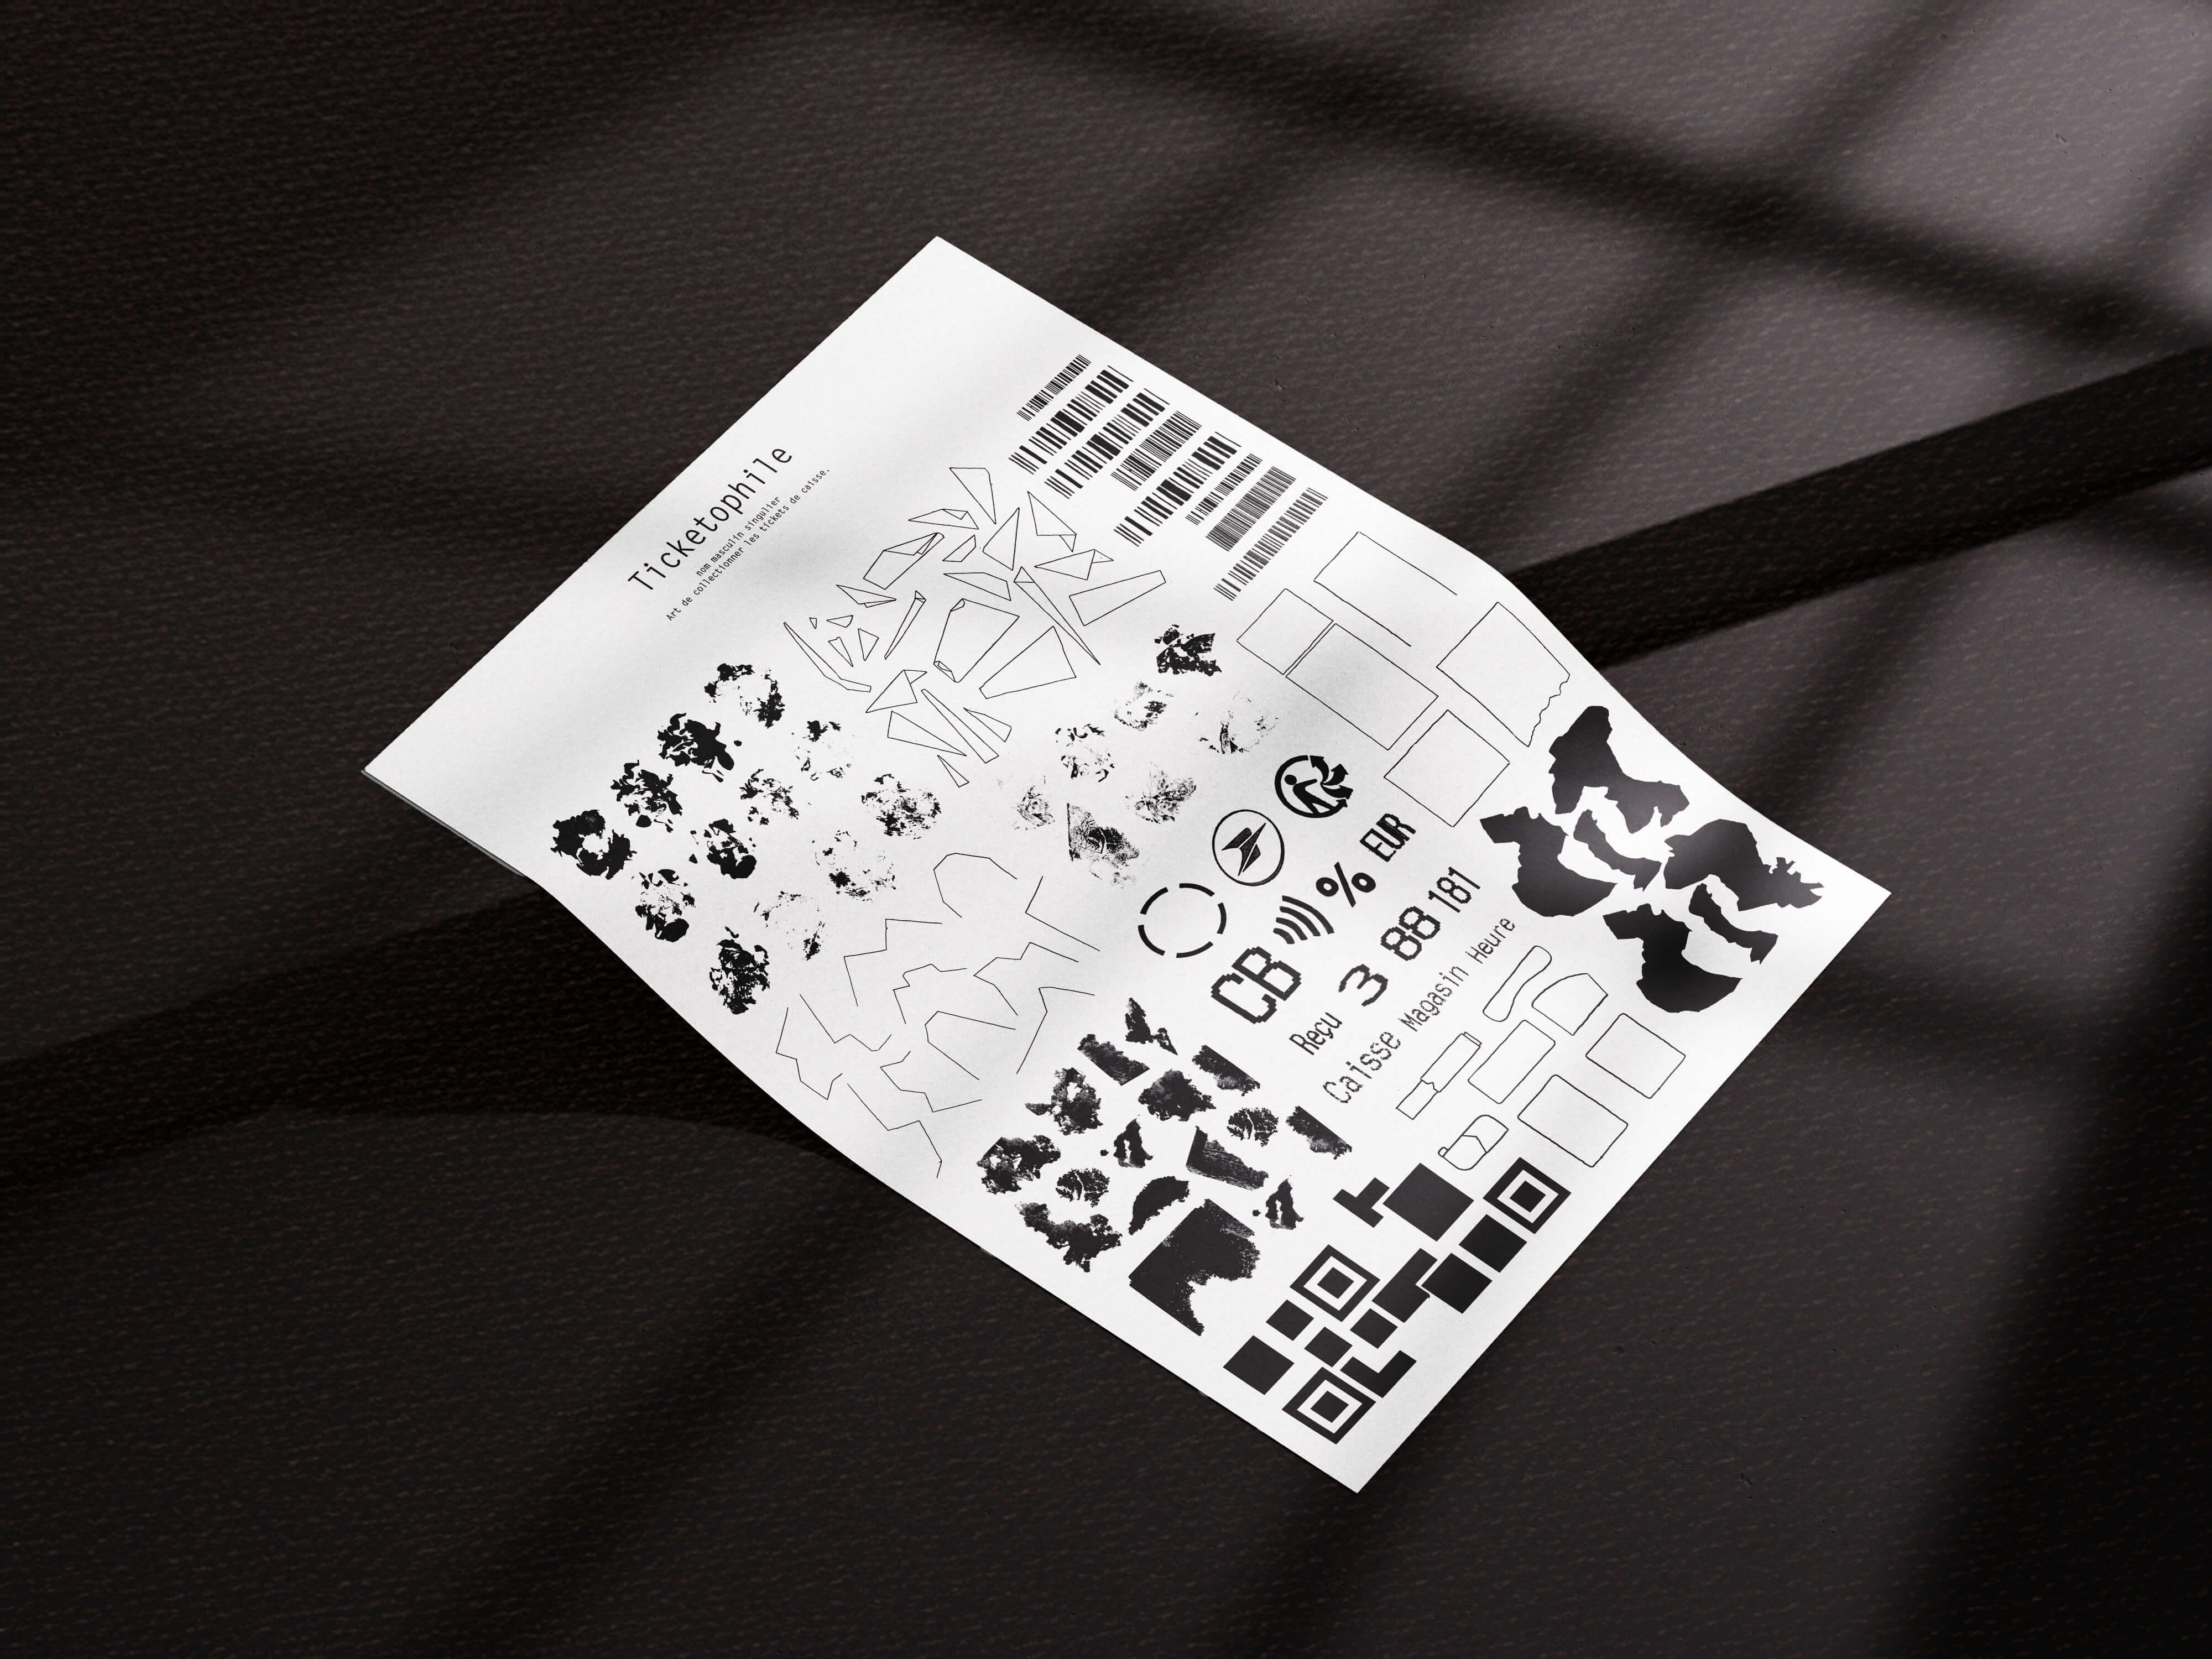 Ticketophile
nom masculin singulier
Art de collectionner les tickets de caisse.
CB % EUR
Reçu 3 88 181
Caisse Magasin Heure